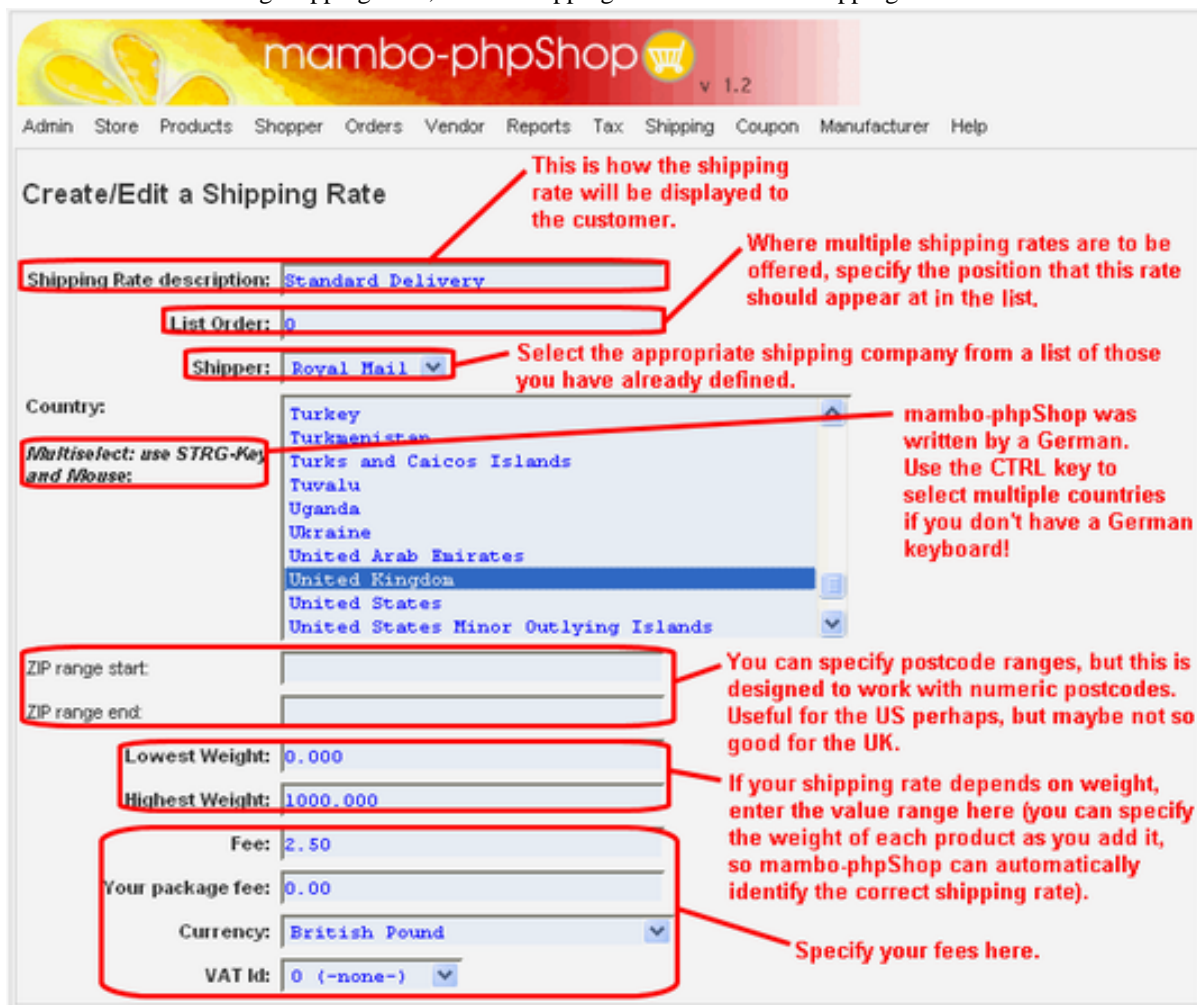 mambo-phpShop
v 1.2
Admin Store Products Shopper Orders Vendor Reports Tax Shipping Coupon Manufacturer Help
Create/Edit a Shipping Rate
This is how the shipping
rate will be displayed to
the customer.
Where multiple shipping rates are to be
offered, specify the position that this rate
should appear at in the list.
Shipping Rate description: Standard Delivery
List Order: 0
Shipper: Royal Mail
Select the appropriate shipping company from a list of those
you have already defined.
Country:
Multiselect: use STRG-Key
and Mouse:
Turkey
Turkmenistan
Turks and Caicos Islands
Tuvalu
Uganda
Ukraine
United Arab Emirates
United Kingdom
United States
United States Minor Outlying Islands
mambo-phpShop was
written by a German.
Use the CTRL key to
select multiple countries
if you don't have a German
keyboard!
ZIP range start:
ZIP range end:
You can specify postcode ranges, but this is
designed to work with numeric postcodes.
Useful for the US perhaps, but maybe not so
good for the UK.
Lowest Weight: 0.000
Highest Weight: 1000.000
If your shipping rate depends on weight,
enter the value range here (you can specify
the weight of each product as you add it,
so mambo-phpShop can automatically
identify the correct shipping rate).
Fee: 2.50
Your package fee: 0.00
Currency: British Pound
VAT Id: 0 (-none-)
Specify your fees here.